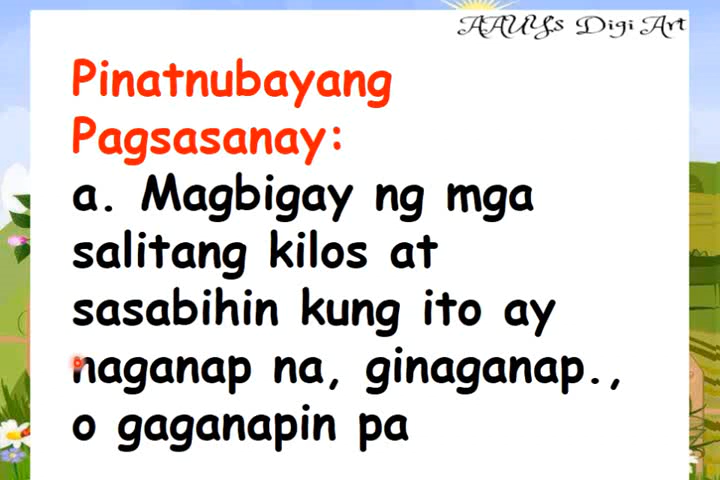 AAUYs Digi Art
Pinatnubayang
Pagsasanay:
a. Magbigay ng mga
salitang kilos at
sasabihin kung ito ay
naganap na, ginaganap.,
o gaganapin pa